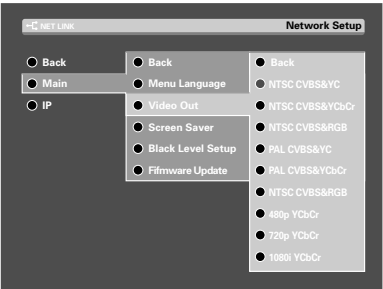 NET LINK
Network Setup
Back
Main
IP
Back
Menu Language
Video Out
Screen Saver
Black Level Setup
Fifmware Update
Back
NTSC CVBS&YC
NTSC CVBS&YCbCr
NTSC CVBS&RGB
PAL CVBS&YC
PAL CVBS&YCbCr
NTSC CVBS&RGB
480p YCbCr
720p YCbCr
1080i YCbCr